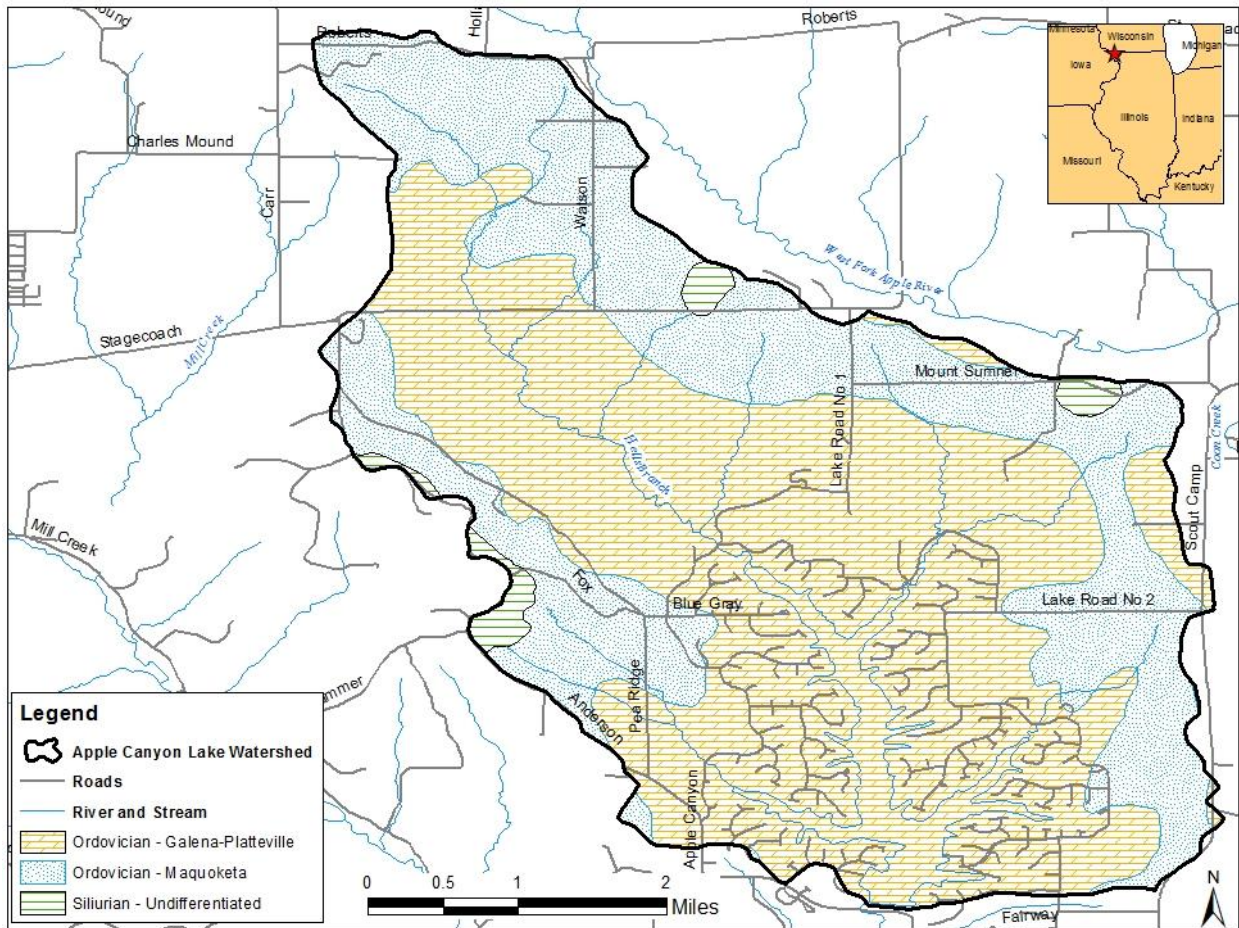 Roberts
Roberts
Minnesota
Wisconsin
Michigan
Iowa
Illinois
Indiana
Missouri
Kentucky
Charles Mound
Carr
Watson
West Fork Apple River
Stagecoach
Mill Creek
Mount Sumner
Lake Road No 1
Hells Branch
Coon Creek
Scout Camp
Mill Creek
Fox
Blue Gray
Lake Road No 2
Pea Ridge
Anderson
Apple Canyon
Fairway
Legend
Apple Canyon Lake Watershed
Roads
River and Stream
Ordovician - Galena-Platteville
Ordovician - Maquoketa
Siliurian - Undifferentiated
0 0.5 1 2
Miles
N